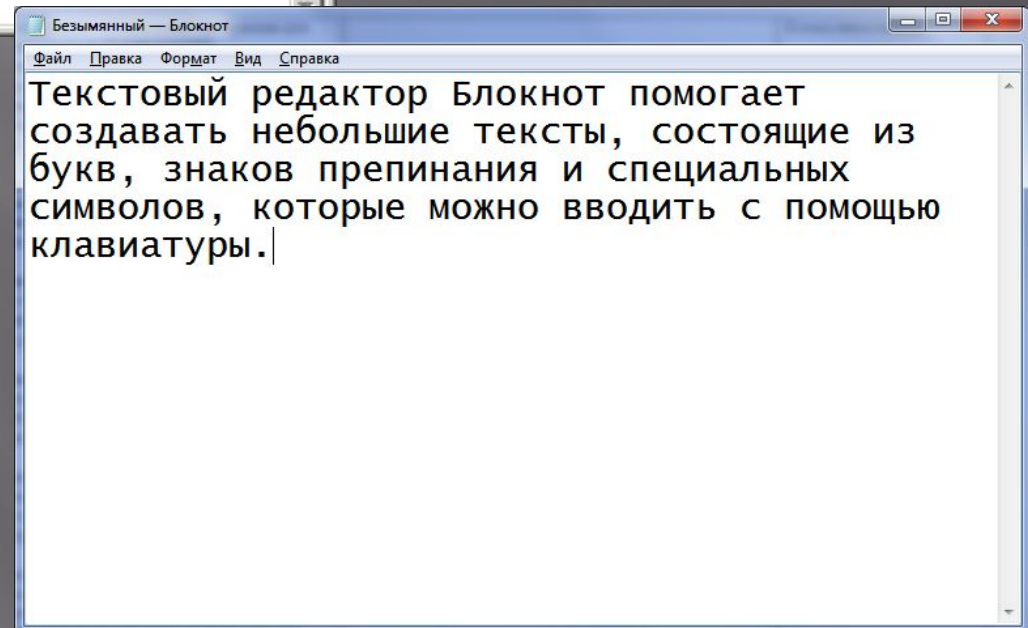 Безымянный — Блокнот
Файл Правка Формат Вид Справка
Текстовый редактор Блокнот помогает
создавать небольшие тексты, состоящие из
букв, знаков препинания и специальных
символов, которые можно вводить с помощью
клавиатуры.